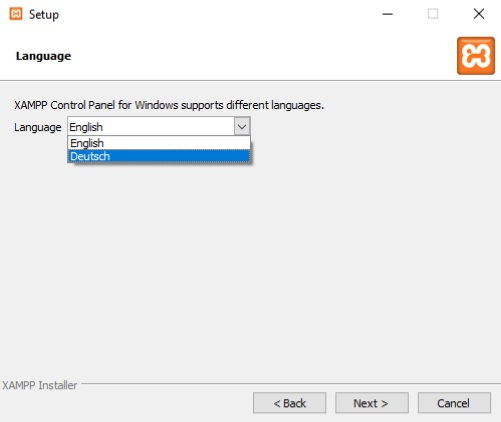 Setup
Language
XAMPP Control Panel for Windows supports different languages.
Language English
English
Deutsch
XAMPP Installer
< Back Next > Cancel